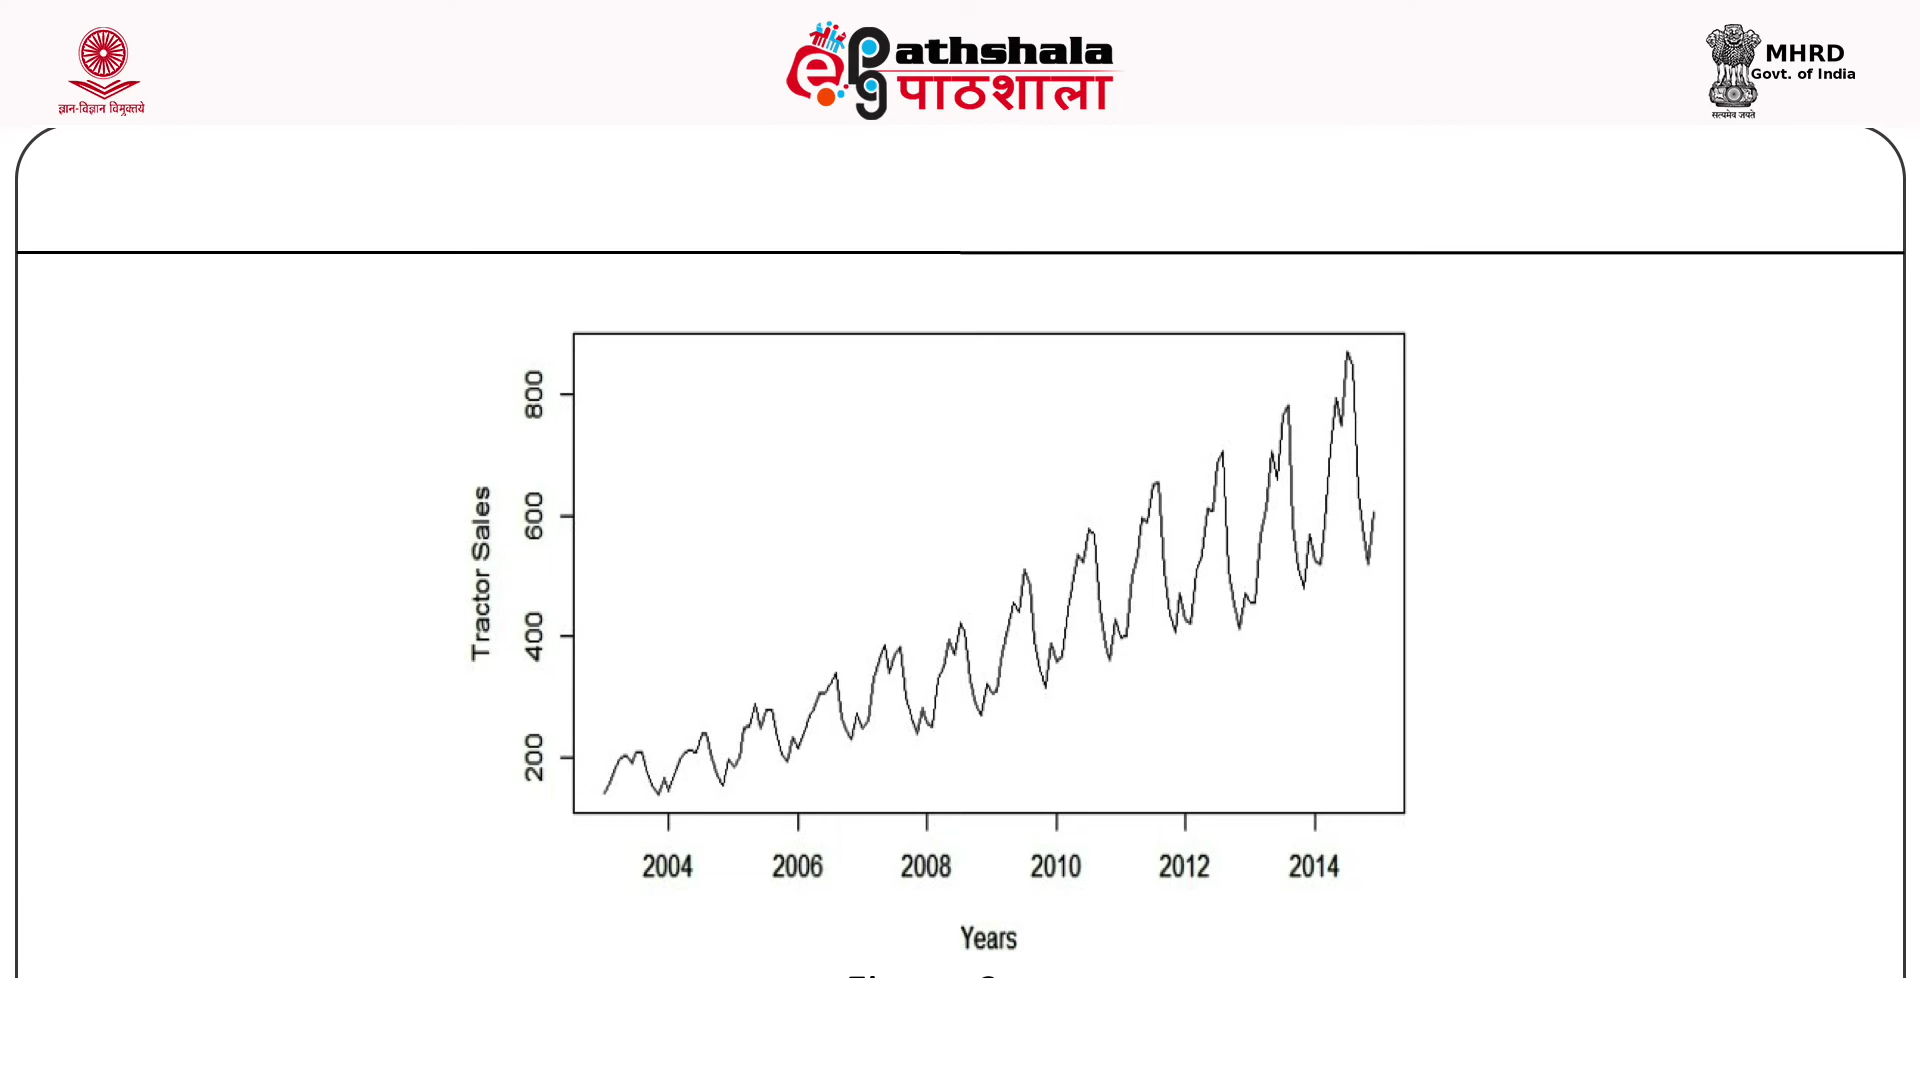 athshala
पाठशाला
ज्ञान-विज्ञान विमुक्तये
MHRD
Govt. of India
सत्यमेव जयते
800
600
400
200
Tractor Sales
2004 2006 2008 2010 2012 2014
Years